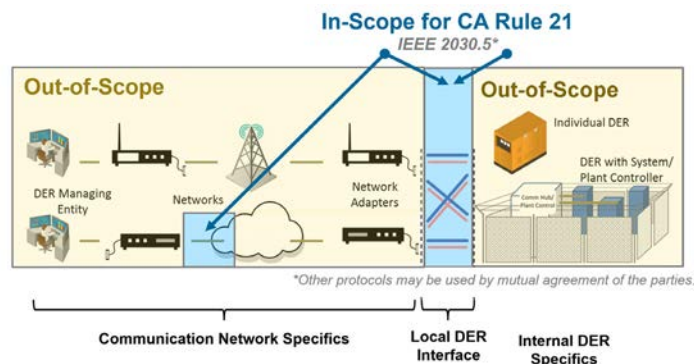 In-Scope for CA Rule 21
IEEE 2030.5*
Out-of-Scope
Out-of-Scope
Individual DER
DER with System/
Plant Controller
DER Managing
Entity
Networks
Network
Adapters
Comm Hub/
Plant Control
*Other protocols may be used by mutual agreement of the parties.
Communication Network Specifics
Local DER
Interface
Internal DER
Specifics